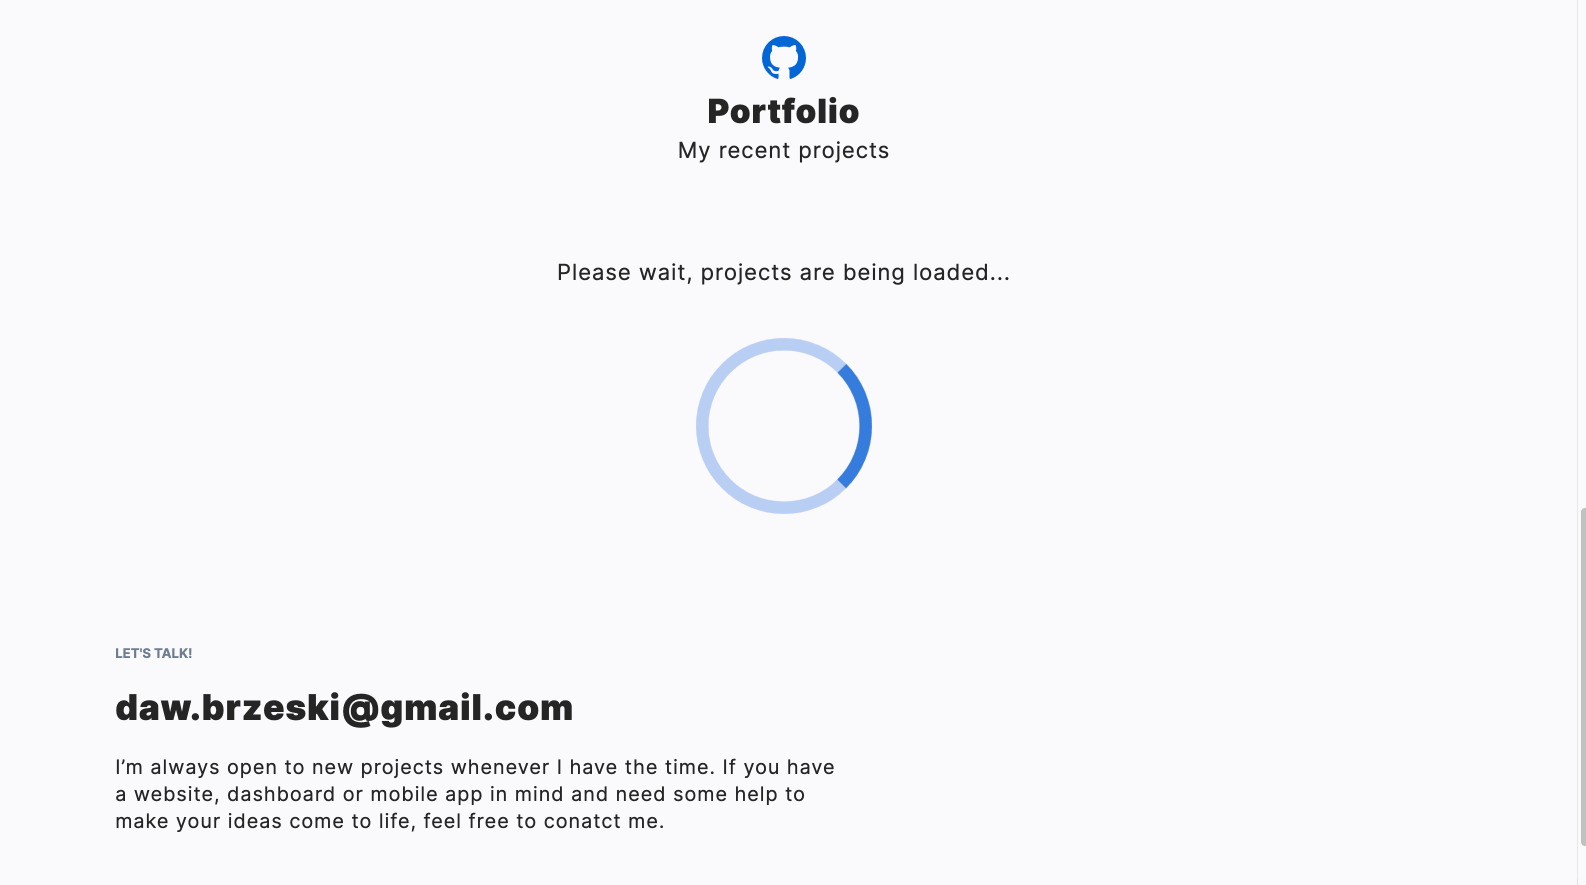 Portfolio
My recent projects
Please wait, projects are being loaded...
LET'S TALK!
daw.brzeski@gmail.com
I’m always open to new projects whenever I have the time. If you have
a website, dashboard or mobile app in mind and need some help to
make your ideas come to life, feel free to conatct me.